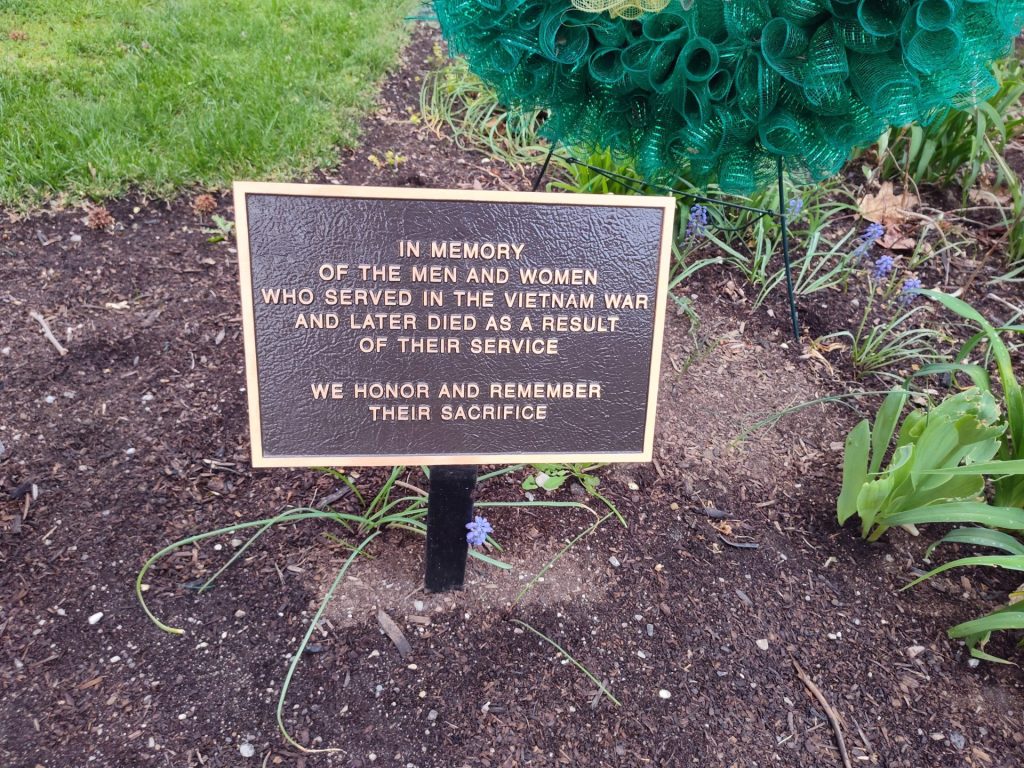 IN MEMORY
OF THE MEN AND WOMEN
WHO SERVED IN THE VIETNAM WAR
AND LATER DIED AS A RESULT
OF THEIR SERVICE
WE HONOR AND REMEMBER
THEIR SACRIFICE